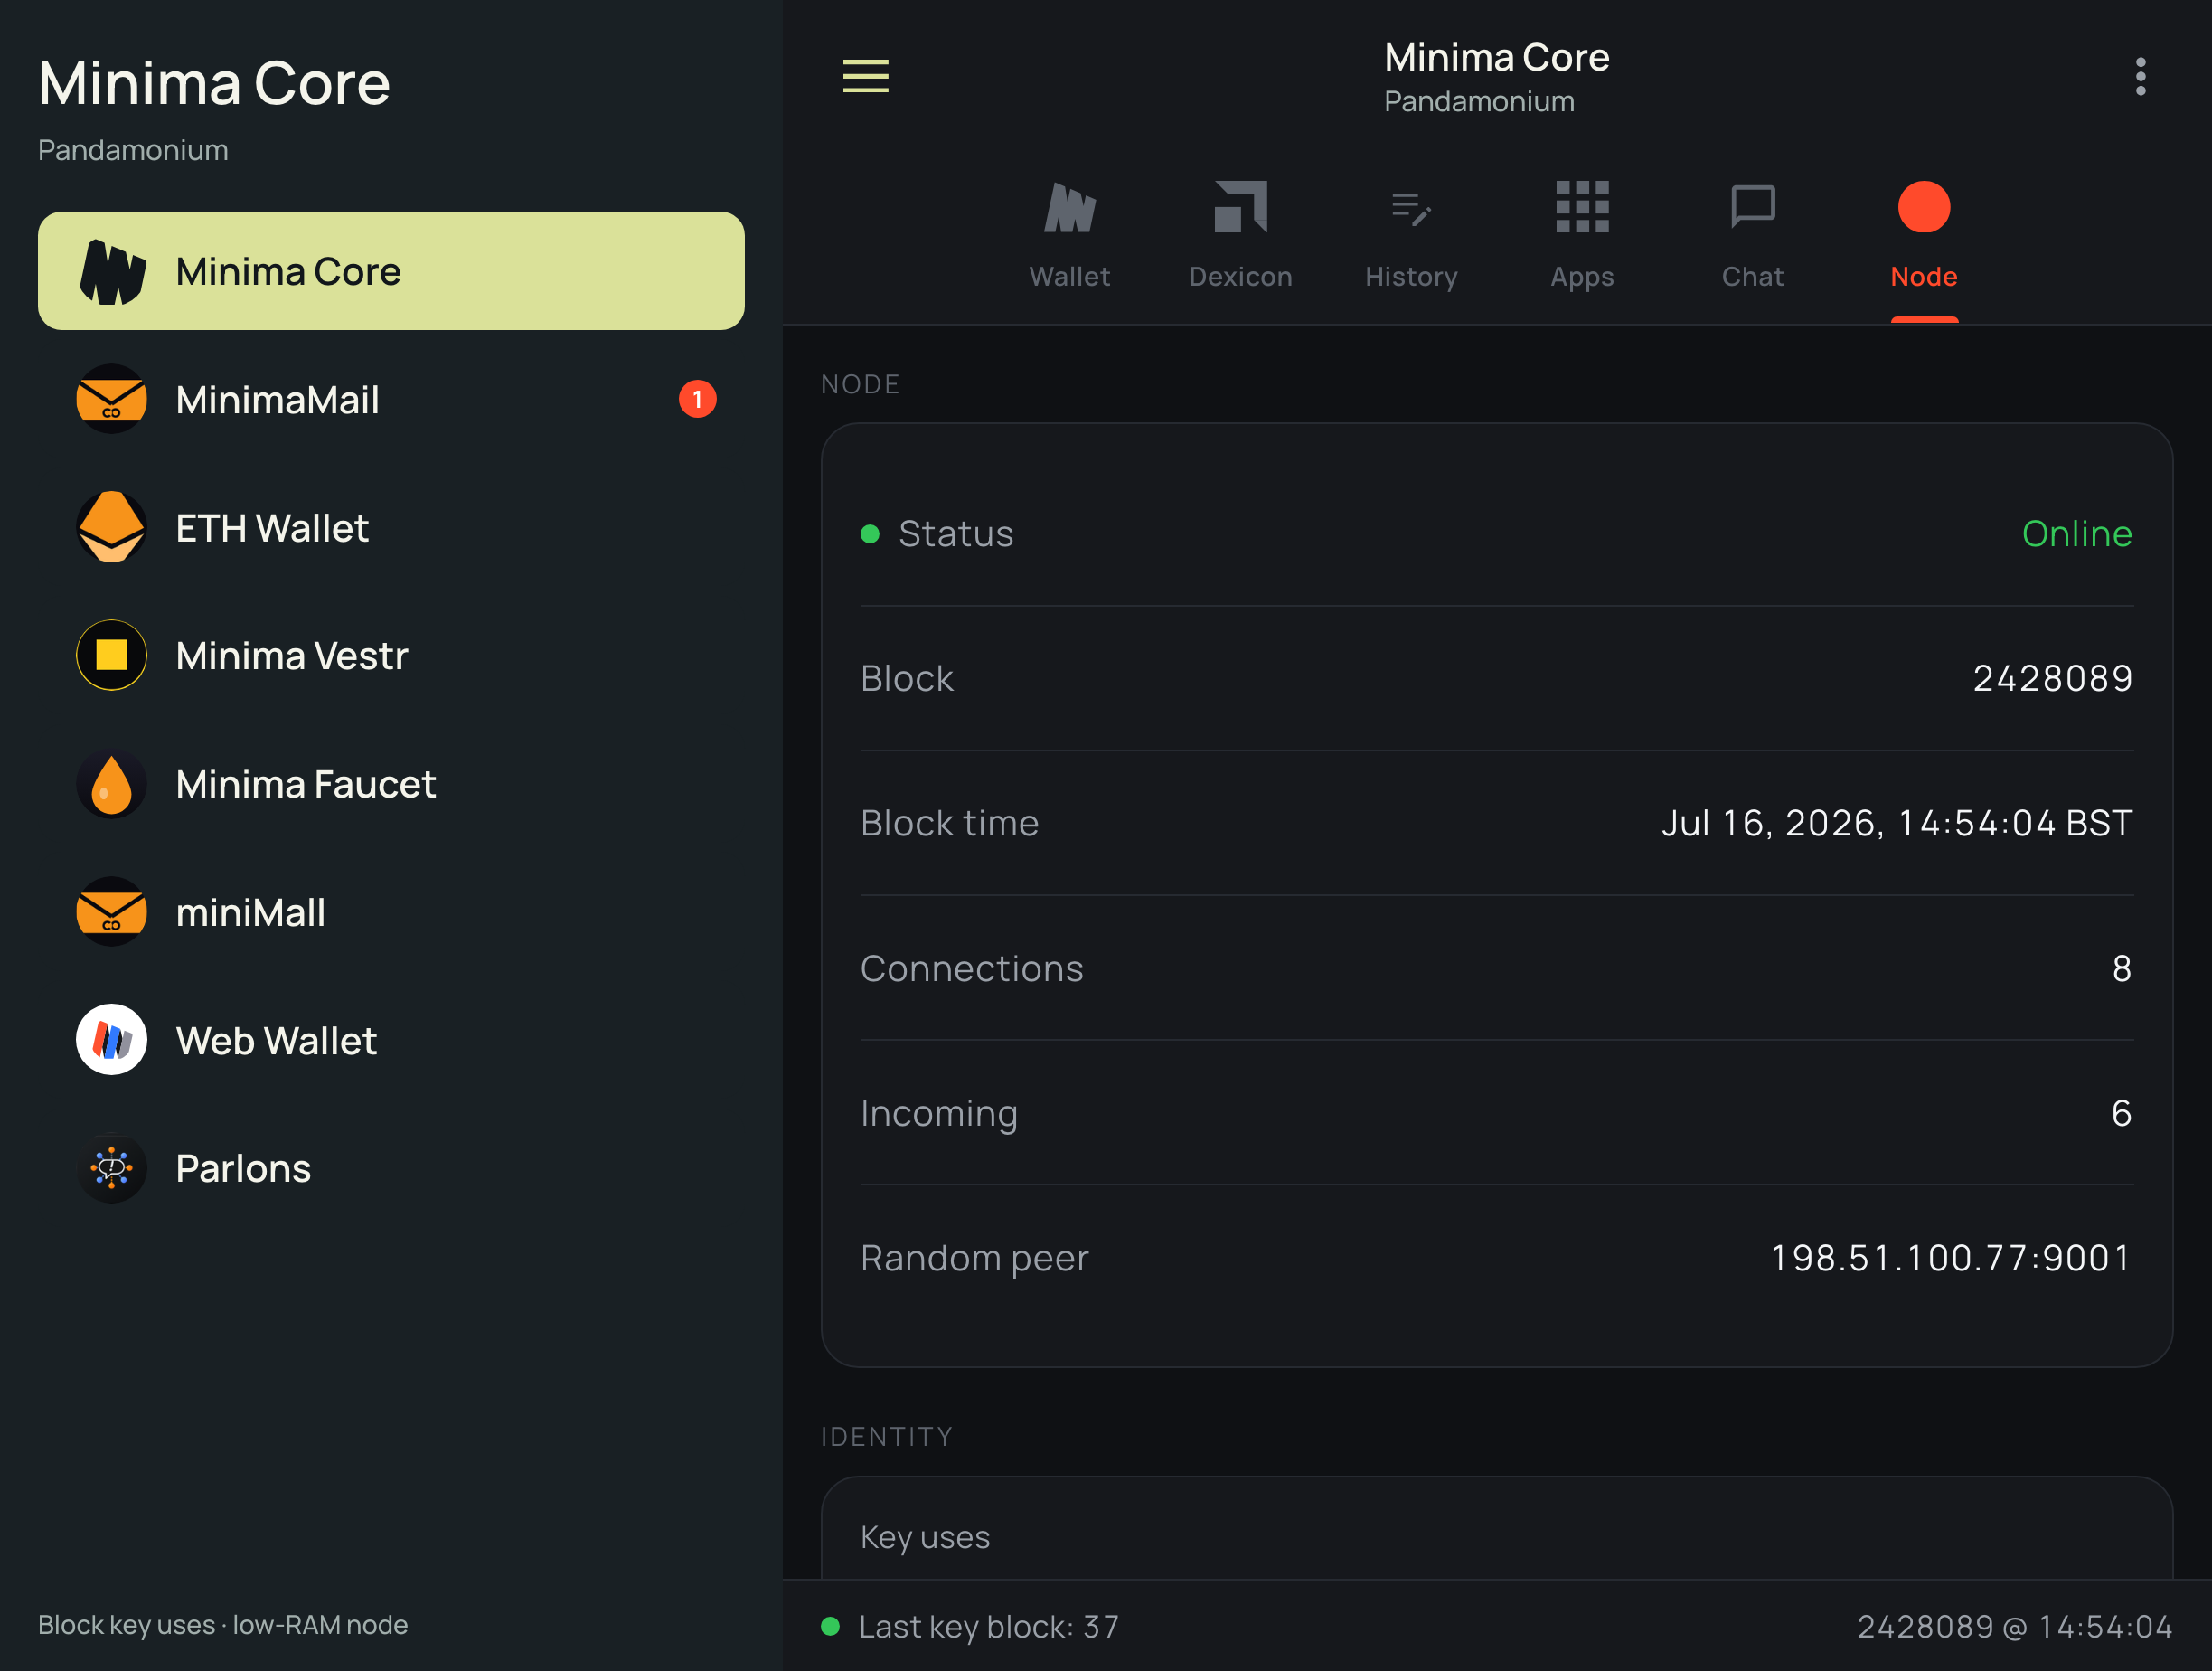 Minima Core
Pandamonium
Minima Core
MinimaMail
1
ETH Wallet
Minima Vestr
Minima Faucet
miniMall
Web Wallet
Parlons
Block key uses · low-RAM node
Minima Core
Pandamonium
Wallet
Dexicon
History
Apps
Chat
Node
NODE
Status
Online
Block
2428089
Block time
Jul 16, 2026, 14:54:04 BST
Connections
8
Incoming
6
Random peer
198.51.100.77:9001
IDENTITY
Key uses
Last key block: 37
2428089 @ 14:54:04